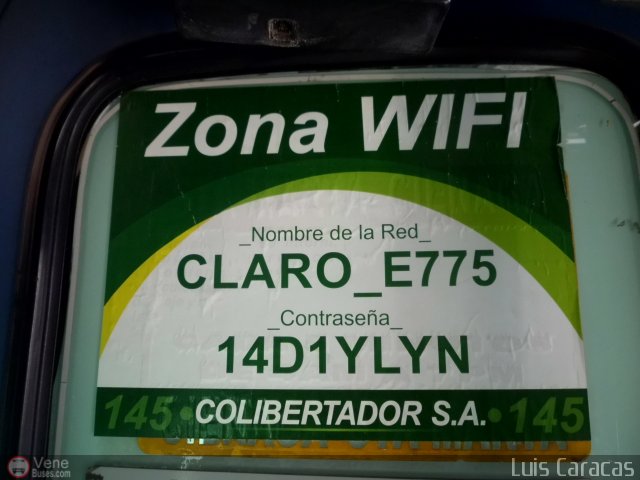 Zona WIFI
_Nombre de la Red_
CLARO_E775
_Contraseña_
14D1YLYN
145 • COLIBERTADOR S.A. • 145
Vene
Buses.com
Luis Caracas